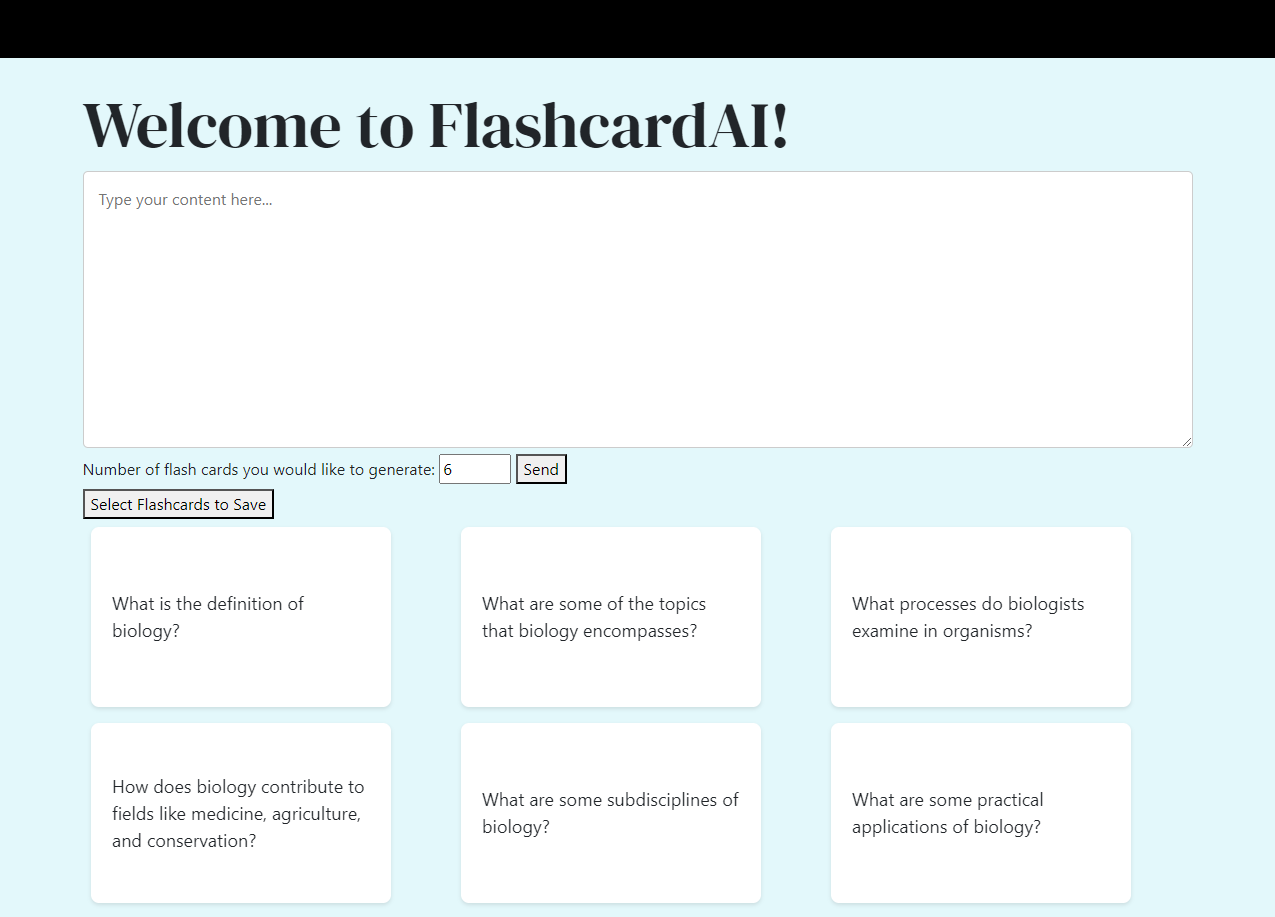 Welcome to FlashcardAI!
Type your content here...
Number of flash cards you would like to generate: 6 Send
Select Flashcards to Save
What is the definition of
biology?
What are some of the topics
that biology encompasses?
What processes do biologists
examine in organisms?
How does biology contribute to
fields like medicine, agriculture,
and conservation?
What are some subdisciplines of
biology?
What are some practical
applications of biology?